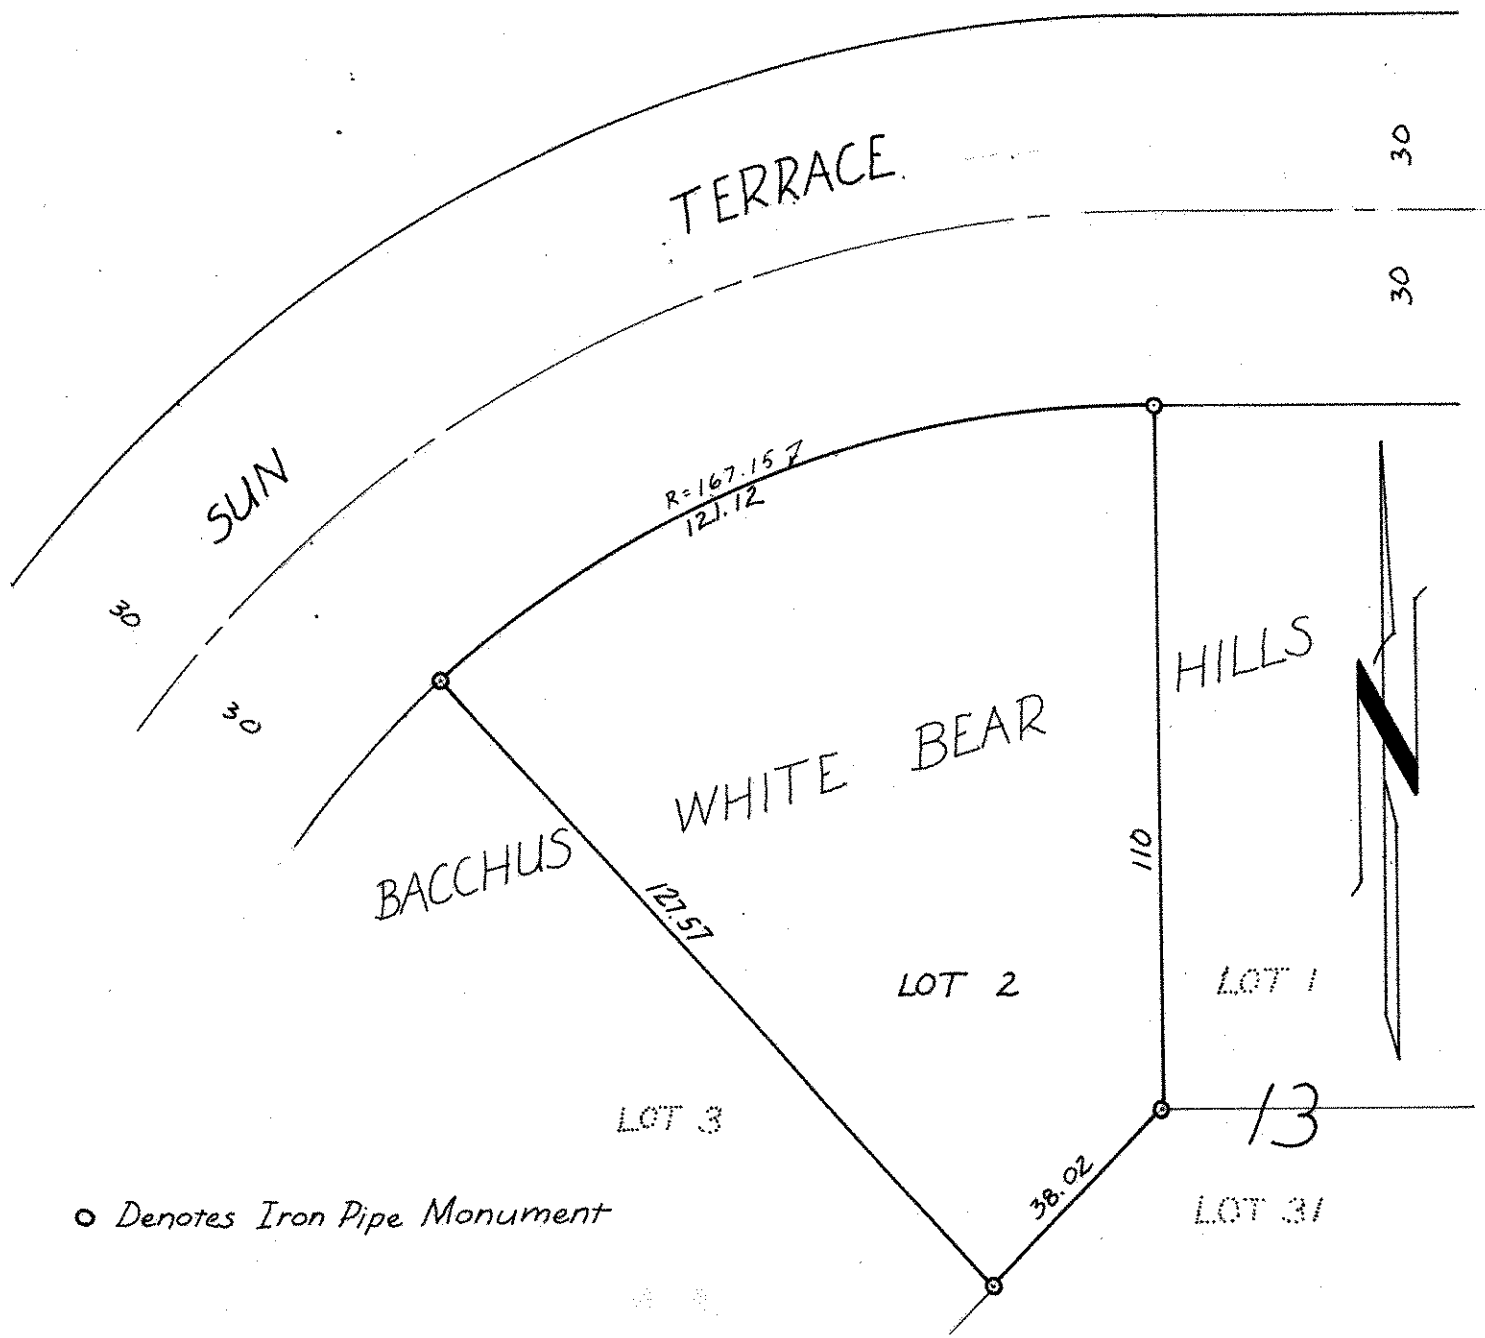 SUN TERRACE
30
30
R=167.157
121.12
30
30
BACCHUS WHITE BEAR HILLS
127.57
110
LOT 2
LOT 1
LOT 3
13
38.02
LOT 31
Denotes Iron Pipe Monument